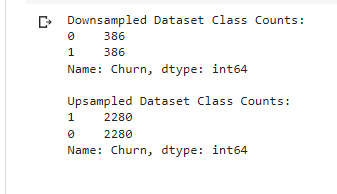 Downsampled Dataset Class Counts:
0    386
1    386
Name: Churn, dtype: int64

Upsampled Dataset Class Counts:
1    2280
0    2280
Name: Churn, dtype: int64